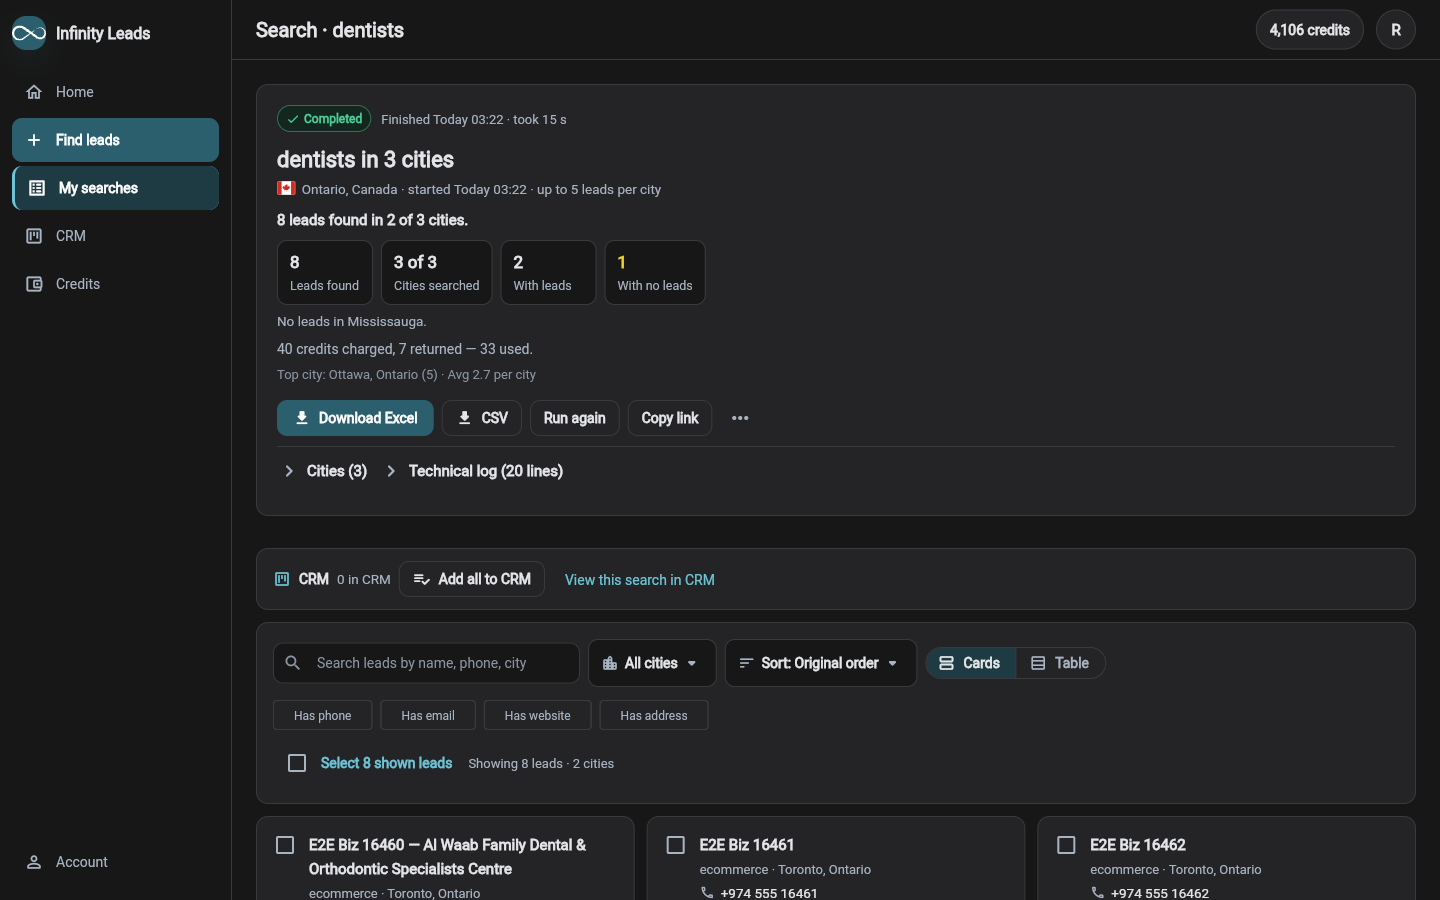 Infinity Leads
Search · dentists
4,106 credits
R
Home
Find leads
My searches
CRM
Credits
Account
Completed
Finished Today 03:22 · took 15 s
dentists in 3 cities
Ontario, Canada · started Today 03:22 · up to 5 leads per city
8 leads found in 2 of 3 cities.
8
Leads found
3 of 3
Cities searched
2
With leads
1
With no leads
No leads in Mississauga.
40 credits charged, 7 returned — 33 used.
Top city: Ottawa, Ontario (5) · Avg 2.7 per city
Download Excel
CSV
Run again
Copy link
Cities (3)
Technical log (20 lines)
CRM
0 in CRM
Add all to CRM
View this search in CRM
Search leads by name, phone, city
All cities
Sort: Original order
Cards
Table
Has phone
Has email
Has website
Has address
Select 8 shown leads
Showing 8 leads · 2 cities
E2E Biz 16460 — Al Waab Family Dental &
Orthodontic Specialists Centre
ecommerce · Toronto, Ontario
E2E Biz 16461
ecommerce · Toronto, Ontario
+974 555 16461
E2E Biz 16462
ecommerce · Toronto, Ontario
+974 555 16462